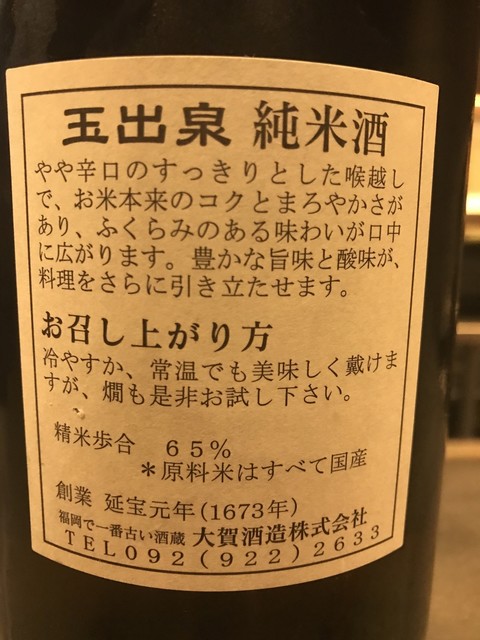 玉出泉 純米酒
やや辛口のすっきりとした喉越し
で、お米本来のコクとまろやかさが
あり、ふくらみのある味わいが口中
に広がります。豊かな旨味と酸味が、
料理をさらに引き立たせます。
お召し上がり方
冷やすか、常温でも美味しく戴けま
すが、燗も是非お試し下さい。
精米歩合 65%
*原料米はすべて国産
創業 延宝元年(1673年)
福岡で一番古い酒蔵 大賀酒造株式会社
TEL092(922)2633